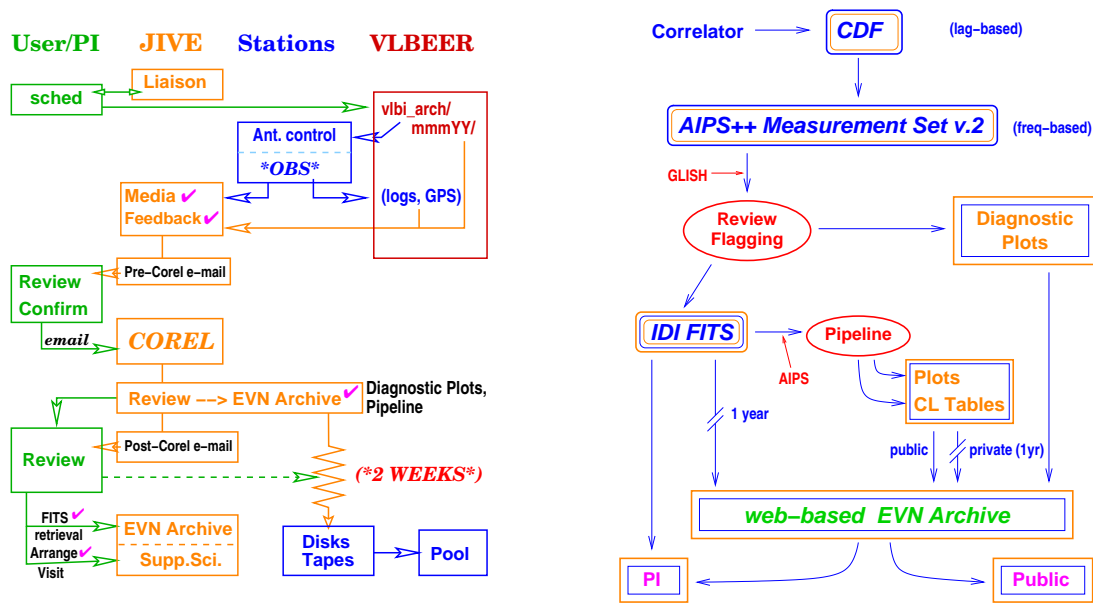 User/PI
JIVE
Stations
VLBEER
Liaison
sched
vlbi_arch/
mmmYY/
Ant. control
*OBS*
(logs, GPS)
Media ✔
Feedback ✔
Pre-Corel e-mail
Review
Confirm
email
COREL
Review --> EVN Archive ✔
Diagnostic Plots,
Pipeline
Post-Corel e-mail
Review
(*2 WEEKS*)
FITS ✔
retrieval
Arrange ✔
Visit
EVN Archive
Supp.Sci.
Disks
Tapes
Pool
Correlator
CDF
(lag-based)
AIPS++ Measurement Set v.2
(freq-based)
GLISH
Review
Flagging
Diagnostic
Plots
IDI FITS
Pipeline
AIPS
Plots
CL Tables
1 year
public
private (1yr)
web-based EVN Archive
PI
Public